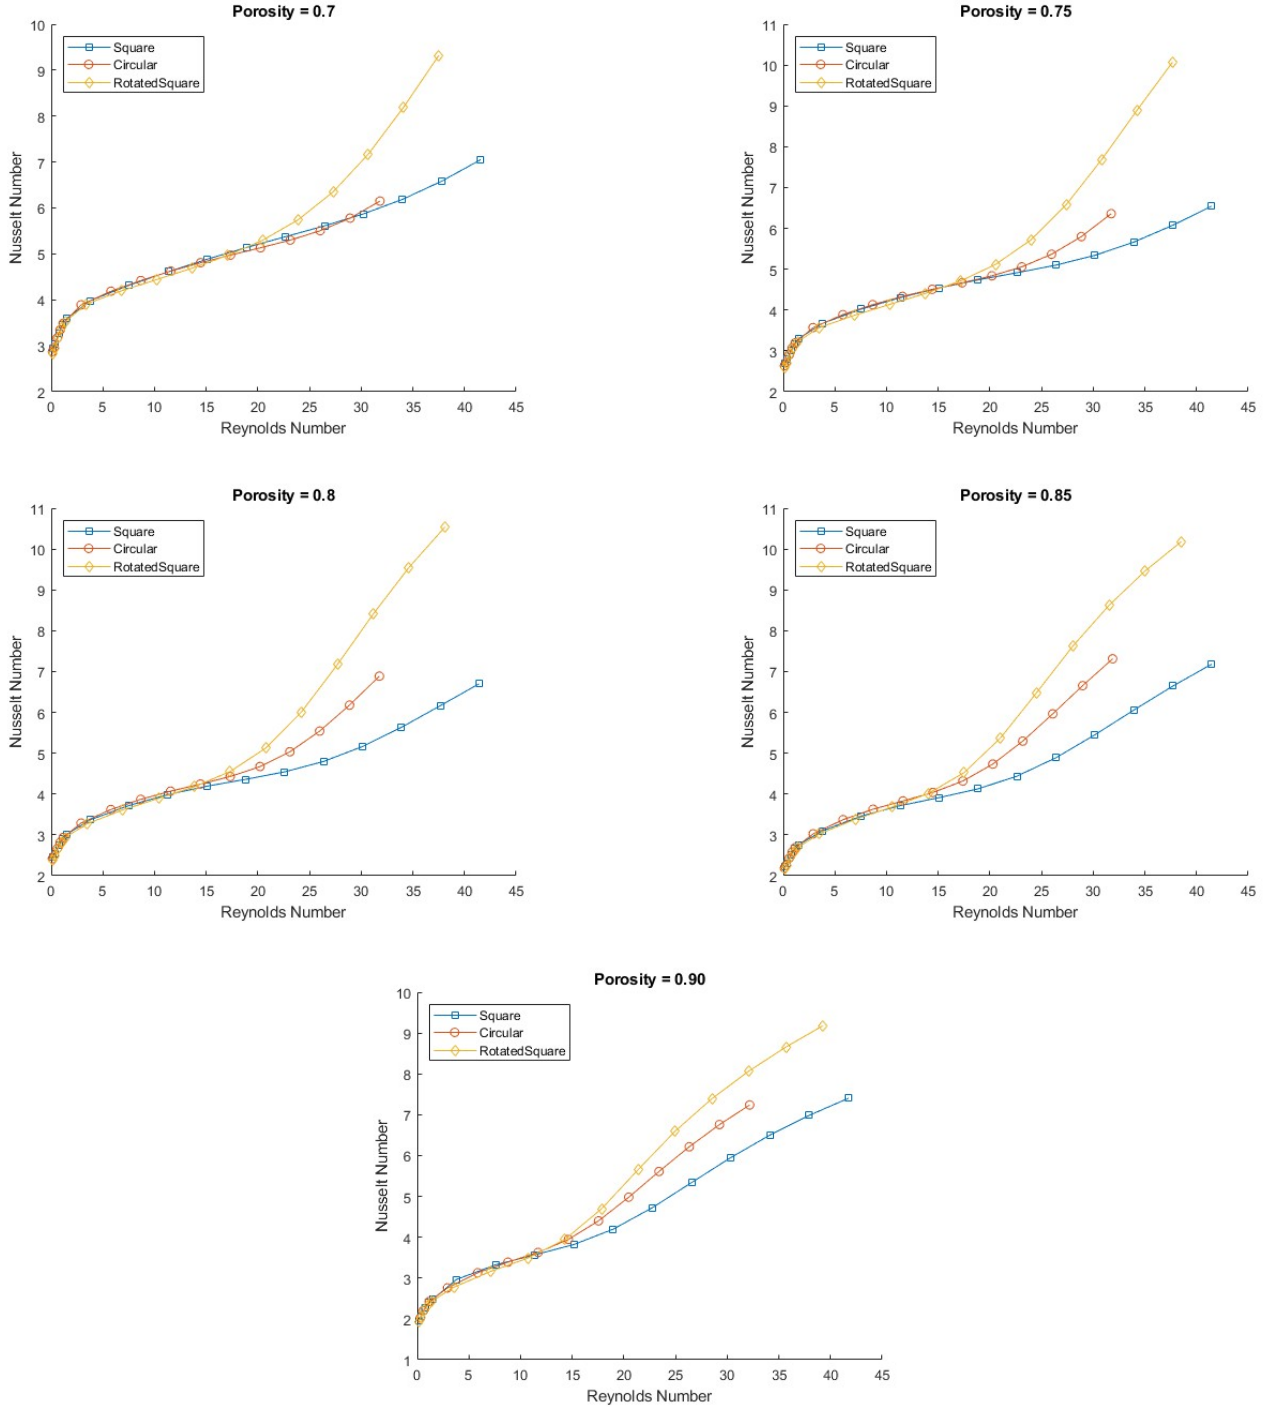 Porosity = 0.7
10
9
8
7
6
5
4
3
2
Nusselt Number
Square
Circular
RotatedSquare
0 5 10 15 20 25 30 35 40 45
Reynolds Number
Porosity = 0.75
11
10
9
8
7
6
5
4
3
2
Nusselt Number
Square
Circular
RotatedSquare
0 5 10 15 20 25 30 35 40 45
Reynolds Number
Porosity = 0.8
11
10
9
8
7
6
5
4
3
2
Nusselt Number
Square
Circular
RotatedSquare
0 5 10 15 20 25 30 35 40 45
Reynolds Number
Porosity = 0.85
11
10
9
8
7
6
5
4
3
2
Nusselt Number
Square
Circular
RotatedSquare
0 5 10 15 20 25 30 35 40 45
Reynolds Number
Porosity = 0.90
10
9
8
7
6
5
4
3
2
1
Nusselt Number
Square
Circular
RotatedSquare
0 5 10 15 20 25 30 35 40 45
Reynolds Number